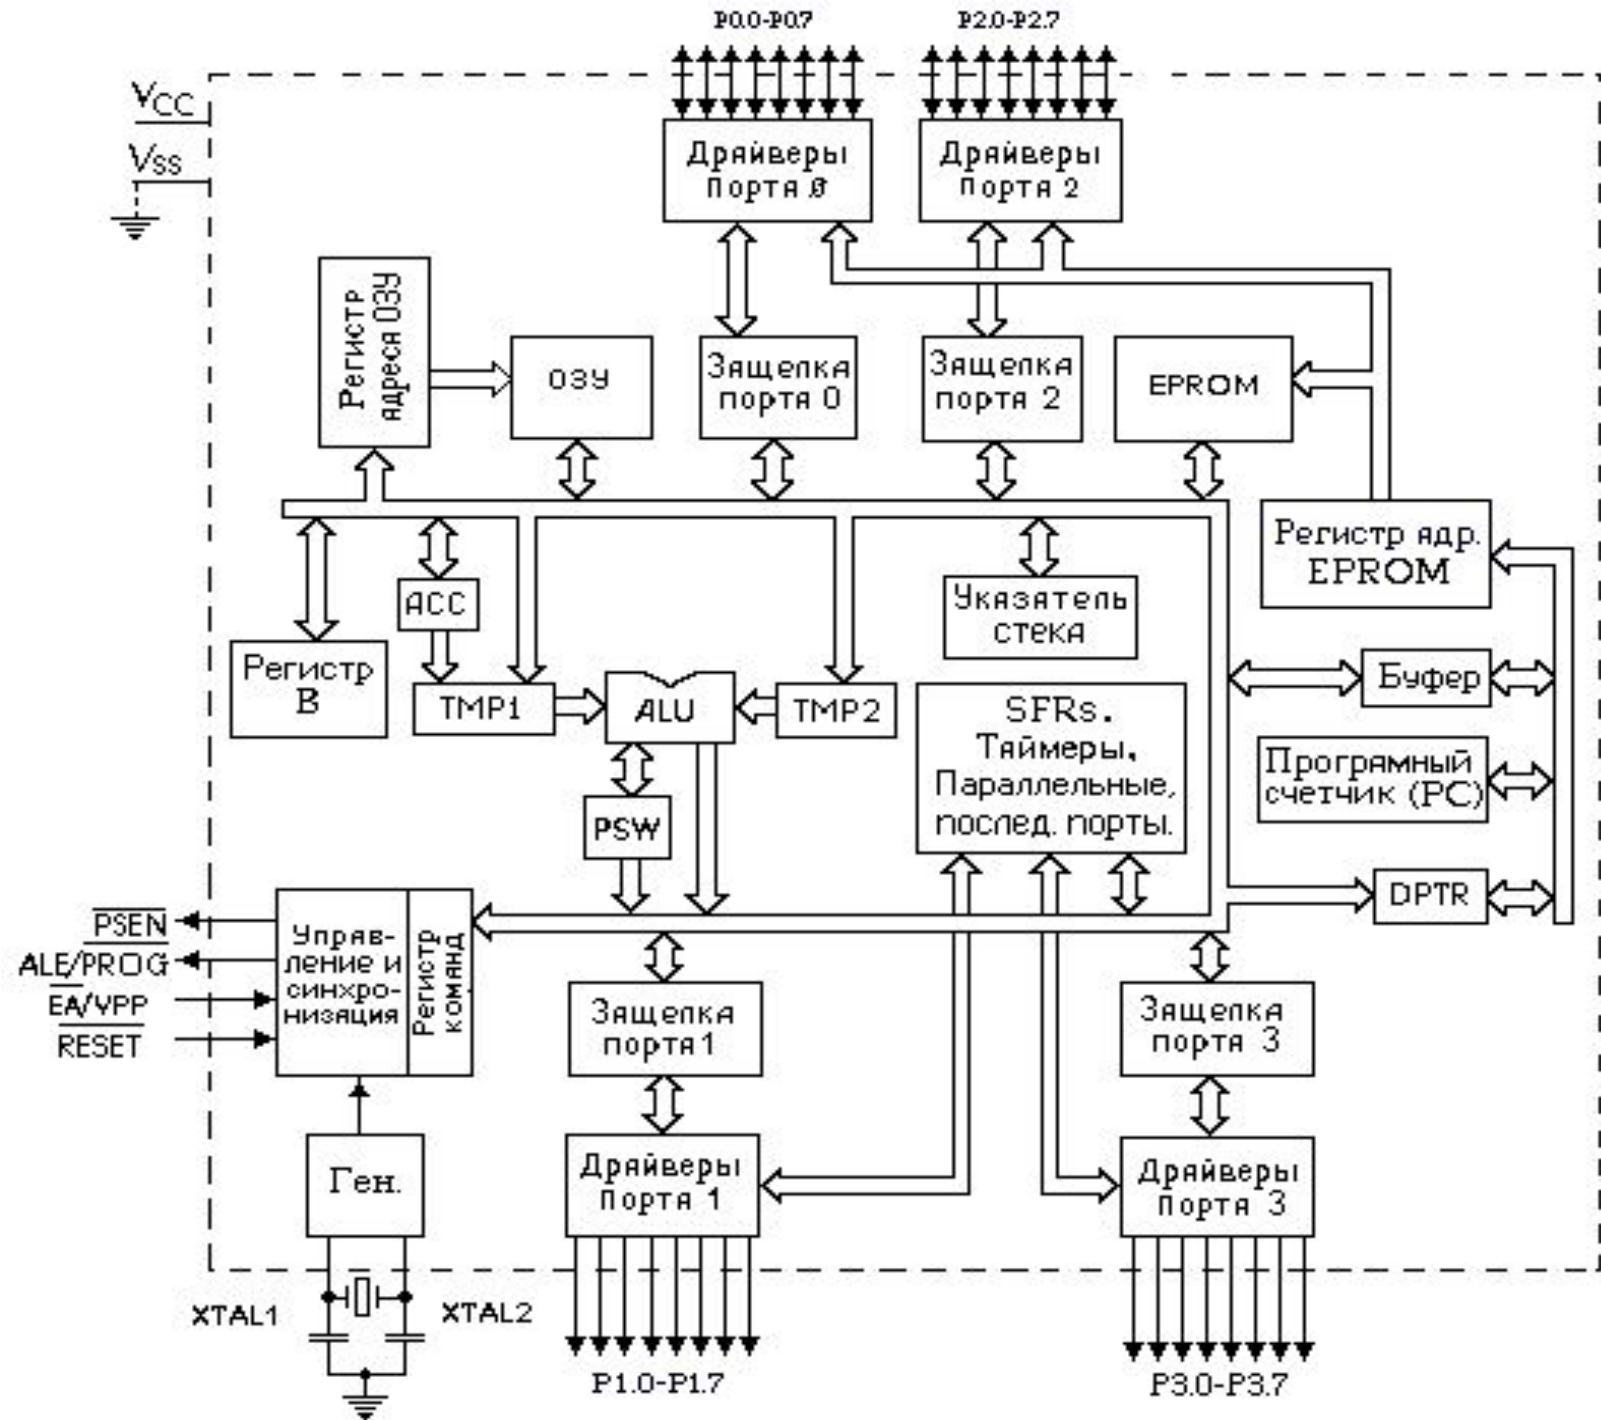 P0.0-P0.7
P2.0-P2.7
VCC
VSS
Драйверы
Порта 0
Драйверы
Порта 2
Регистр
адреса ОЗУ
ОЗУ
Защелка
порта 0
Защелка
порта 2
EPROM
Регистр адр.
EPROM
ACC
Указатель
стека
Регистр
B
TMP1
ALU
TMP2
SFRs.
Таймеры,
Параллельные,
послед. порты.
Буфер
Програмный
счетчик (PC)
PSW
DPTR
PSEN
ALE/PROG
EA/VPP
RESET
Управ-
ление и
синхро-
низация
Регистр
команд
Защелка
порта 1
Защелка
порта 3
Ген.
Драйверы
Порта 1
Драйверы
Порта 3
XTAL1
XTAL2
P1.0-P1.7
P3.0-P3.7